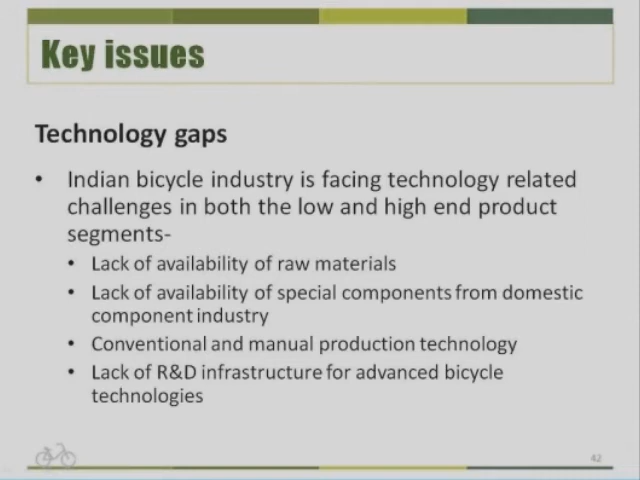 Key issues
Technology gaps
• Indian bicycle industry is facing technology related
challenges in both the low and high end product
segments-
• Lack of availability of raw materials
• Lack of availability of special components from domestic
component industry
• Conventional and manual production technology
• Lack of R&D infrastructure for advanced bicycle
technologies
42